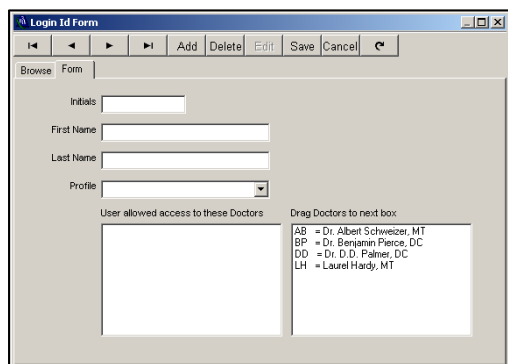 Login Id Form
Add Delete Edit Save Cancel
Browse Form
Initials
First Name
Last Name
Profile
User allowed access to these Doctors
Drag Doctors to next box
AB = Dr. Albert Schweizer, MT
BP = Dr. Benjamin Pierce, DC
DD = Dr. D.D. Palmer, DC
LH = Laurel Hardy, MT